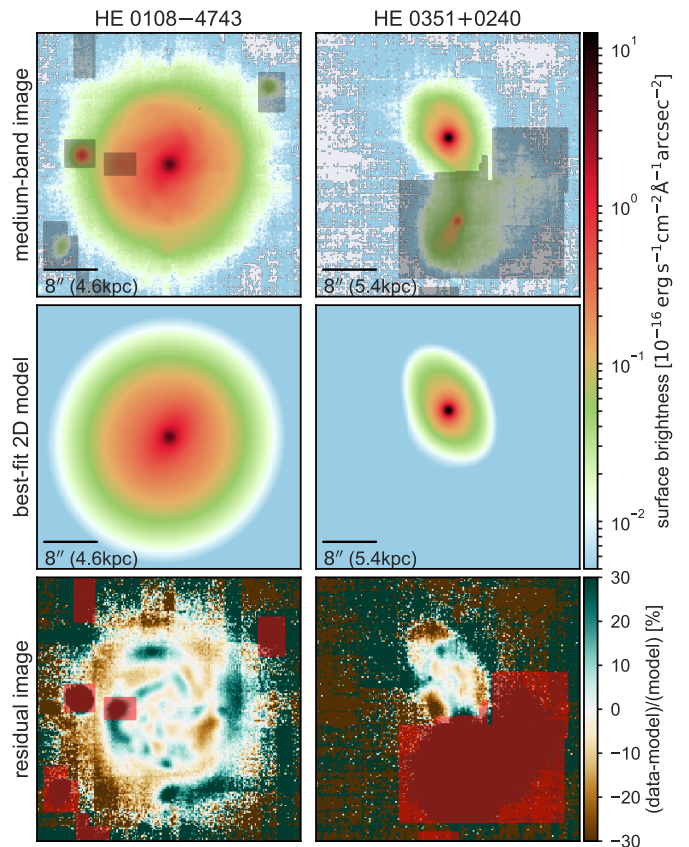 HE 0108−4743
HE 0351+0240
medium-band image
8″ (4.6kpc)
8″ (5.4kpc)
best-fit 2D model
8″ (4.6kpc)
8″ (5.4kpc)
residual image
10¹
10⁰
10⁻¹
10⁻²
surface brightness [10⁻¹⁶ erg s⁻¹cm⁻²Å⁻¹arcsec⁻²]
30
20
10
0
−10
−20
−30
(data-model)/(model) [%]